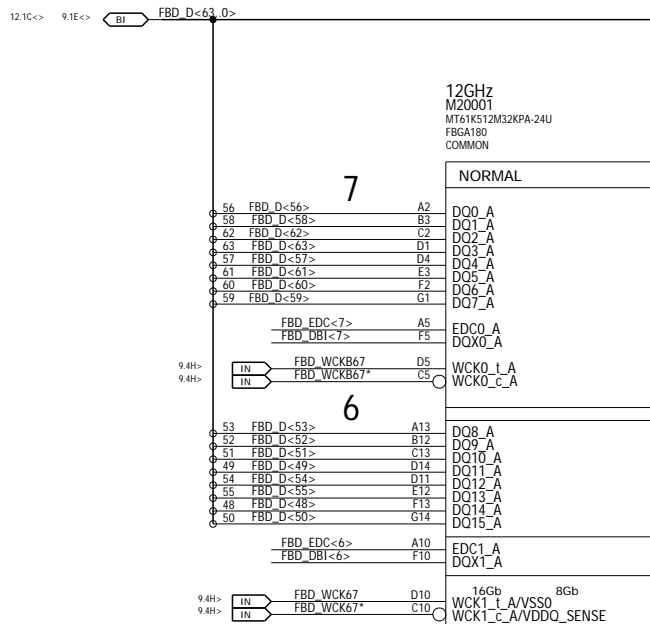 12.1C<> 9.1E<> BI FBD_D<63..0>
12GHz
M20001
MT61K512M32KPA-24U
FBGA180
COMMON
NORMAL
7
56 FBD_D<56> A2 DQ0_A
58 FBD_D<58> B3 DQ1_A
62 FBD_D<62> C2 DQ2_A
63 FBD_D<63> D1 DQ3_A
57 FBD_D<57> D4 DQ4_A
61 FBD_D<61> E3 DQ5_A
60 FBD_D<60> F2 DQ6_A
59 FBD_D<59> G1 DQ7_A
FBD_EDC<7> A5 EDC0_A
FBD_DBI<7> F5 DQX0_A
9.4H> IN FBD_WCKB67 D5 WCK0_t_A
9.4H> IN FBD_WCKB67* C5 WCK0_c_A
6
53 FBD_D<53> A13 DQ8_A
52 FBD_D<52> B12 DQ9_A
51 FBD_D<51> C13 DQ10_A
49 FBD_D<49> D14 DQ11_A
54 FBD_D<54> D11 DQ12_A
55 FBD_D<55> E12 DQ13_A
48 FBD_D<48> F13 DQ14_A
50 FBD_D<50> G14 DQ15_A
FBD_EDC<6> A10 EDC1_A
FBD_DBI<6> F10 DQX1_A
16Gb 8Gb
9.4H> IN FBD_WCK67 D10 WCK1_t_A/VSS0
9.4H> IN FBD_WCK67* C10 WCK1_c_A/VDDQ_SENSE